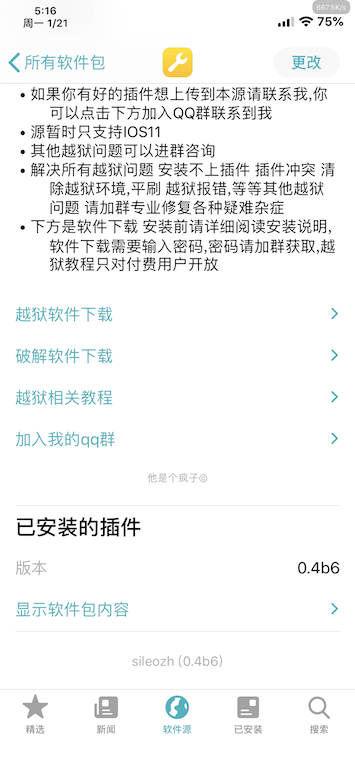 667.5K/s
5:16
周一 1/21
75%
所有软件包
更改
• 如果你有好的插件想上传到本源请联系我,你
可以点击下方加入QQ群联系到我
• 源暂时只支持IOS11
• 其他越狱问题可以进群咨询
• 解决所有越狱问题 安装不上插件 插件冲突 清
除越狱环境,平刷 越狱报错,等等其他越狱
问题 请加群专业修复各种疑难杂症
• 下方是软件下载 安装前请详细阅读安装说明,
软件下载需要输入密码,密码请加群获取,越
狱教程只对付费用户开放
越狱软件下载
破解软件下载
越狱相关教程
加入我的qq群
他是个疯子©
已安装的插件
版本 0.4b6
显示软件包内容
sileozh (0.4b6)
精选 新闻 软件源 已安装 搜索